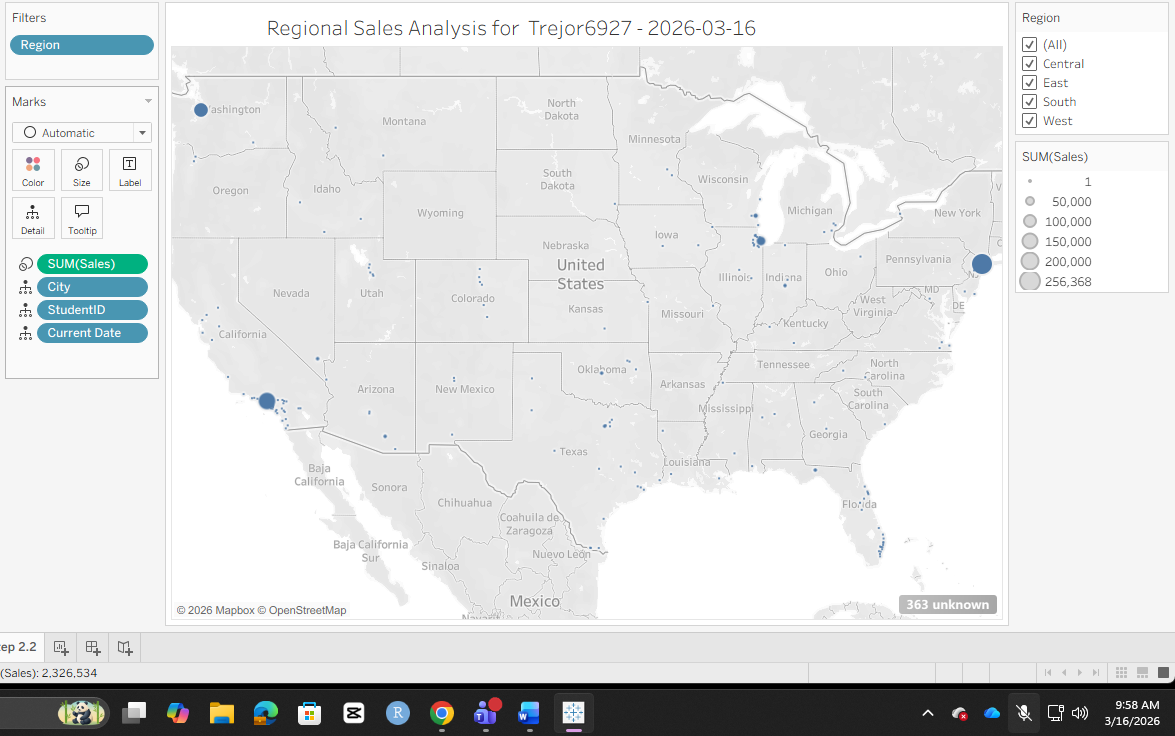 Filters
Region
Marks
Automatic
Color
Size
Label
Detail
Tooltip
SUM(Sales)
City
StudentID
Current Date
Regional Sales Analysis for Trejor6927 - 2026-03-16
ashington
Montana
North
Dakota
Minnesota
Oregon
Idaho
Wyoming
South
Dakota
Wisconsin
Michigan
New York
V
Nebraska
Iowa
Illinois
Indiana
Ohio
Pennsylvania
C
NJ
MD
DE
Nevada
Utah
Colorado
United
States
Kansas
Missouri
West
Virginia
Kentucky
California
Arizona
New Mexico
Oklahoma
Arkansas
Tennessee
North
Carolina
South
Carolina
Mississippi
Georgia
Texas
Louisiana
Florida
Baja
California
Sonora
Chihuahua
Coahuila de
Zaragoza
Baja California
Sur
Sinaloa
Nuevo León
Mexico
Nayarit
© 2026 Mapbox © OpenStreetMap
363 unknown
Region
(All)
Central
East
South
West
SUM(Sales)
1
50,000
100,000
150,000
200,000
256,368
ep 2.2
(Sales): 2,326,534
R
T
W
9:58 AM
3/16/2026